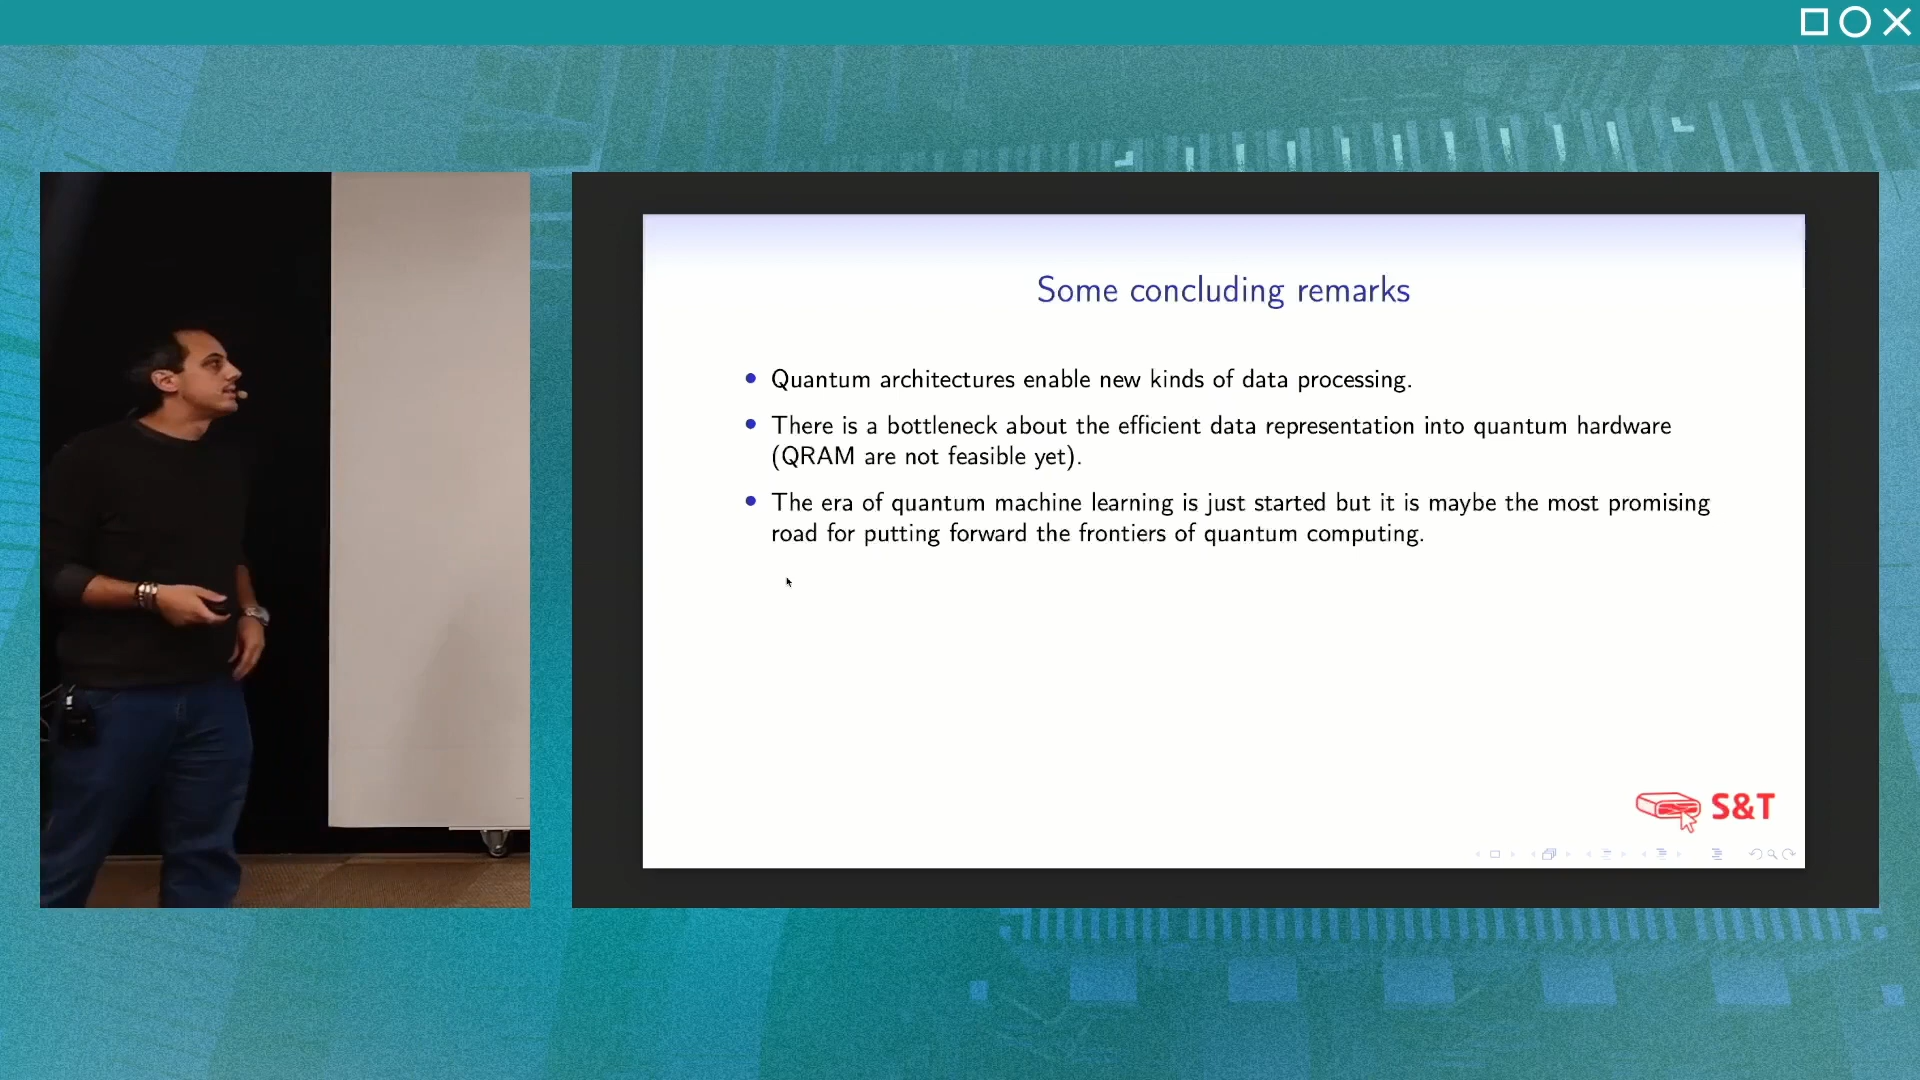 Some concluding remarks
Quantum architectures enable new kinds of data processing.
There is a bottleneck about the efficient data representation into quantum hardware
(QRAM are not feasible yet).
The era of quantum machine learning is just started but it is maybe the most promising
road for putting forward the frontiers of quantum computing.
S&T